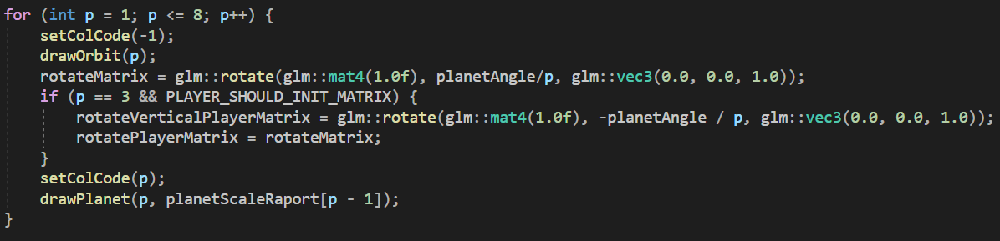 for (int p = 1; p <= 8; p++) {
    setColCode(-1);
    drawOrbit(p);
    rotateMatrix = glm::rotate(glm::mat4(1.0f), planetAngle/p, glm::vec3(0.0, 0.0, 1.0));
    if (p == 3 && PLAYER_SHOULD_INIT_MATRIX) {
        rotateVerticalPlayerMatrix = glm::rotate(glm::mat4(1.0f), -planetAngle / p, glm::vec3(0.0, 0.0, 1.0));
        rotatePlayerMatrix = rotateMatrix;
    }
    setColCode(p);
    drawPlanet(p, planetScaleRaport[p - 1]);
}